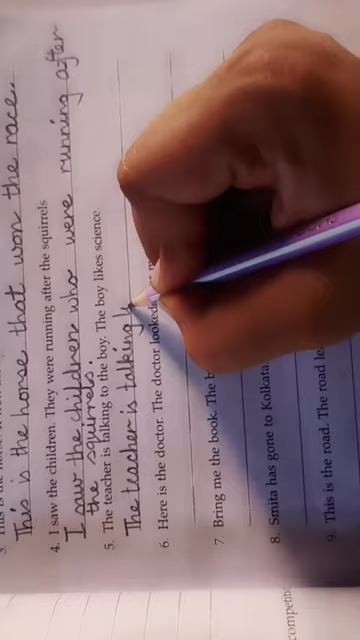 This is the horse that won the race.
4. I saw the children. They were running after the squirrels
I saw the children who were running after
the squirrels.
5. The teacher is talking to the boy. The boy likes science.
The teacher is talking
6. Here is the doctor. The doctor looked
7. Bring me the book. The
8. Smita has gone to Kolkata.
9. This is the road. The road